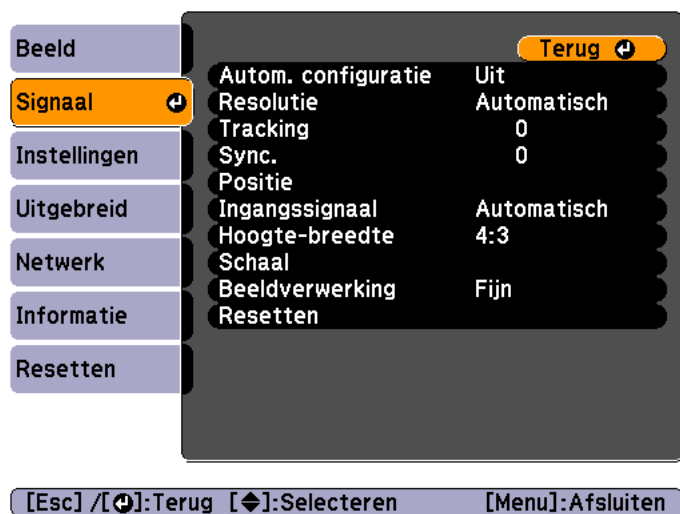 Beeld
Signaal
Instellingen
Uitgebreid
Netwerk
Informatie
Resetten
Terug
Autom. configuratie Uit
Resolutie Automatisch
Tracking 0
Sync. 0
Positie
Ingangssignaal Automatisch
Hoogte-breedte 4:3
Schaal
Beeldverwerking Fijn
Resetten
[Esc] /[⏎]:Terug [◆]:Selecteren [Menu]:Afsluiten